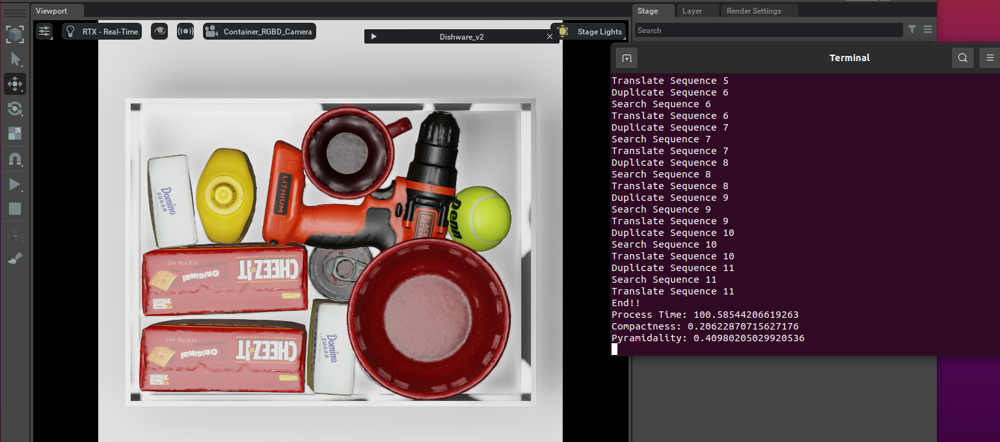 Viewport
Stage
Layer
Render Settings
RTX - Real-Time
Container_RGBD_Camera
Dishware_v2
Stage Lights
Search
Terminal
Translate Sequence 5
Duplicate Sequence 6
Search Sequence 6
Translate Sequence 6
Duplicate Sequence 7
Search Sequence 7
Translate Sequence 7
Duplicate Sequence 8
Search Sequence 8
Translate Sequence 8
Duplicate Sequence 9
Search Sequence 9
Translate Sequence 9
Duplicate Sequence 10
Search Sequence 10
Translate Sequence 10
Duplicate Sequence 11
Search Sequence 11
Translate Sequence 11
End!!
Process Time: 100.58544206619263
Compactness: 0.20622870715627176
Pyramidality: 0.40980205029920536
LITHIUM
Domino
SUGAR
BLACK+
DECKER
Penn
CHEEZ-IT
ORIGINAL
CHEEZ-IT
ORIGINAL
Domino
SUGAR